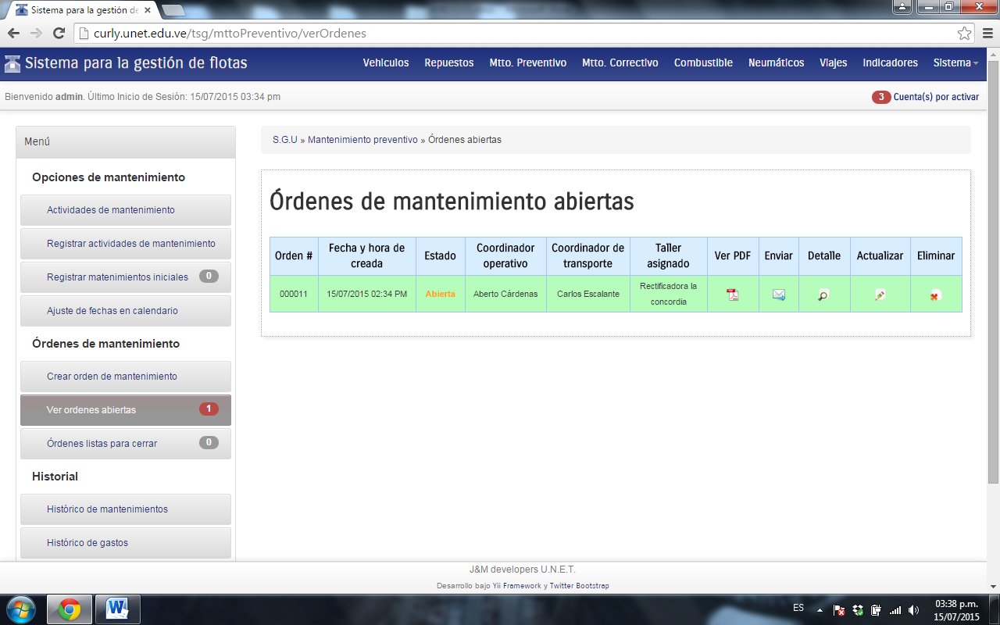 Sistema para la gestión de
curly.unet.edu.ve/tsg/mttoPreventivo/verOrdenes
Sistema para la gestión de flotas
Vehiculos Repuestos Mtto. Preventivo Mtto. Correctivo Combustible Neumáticos Viajes Indicadores Sistema
Bienvenido admin. Último Inicio de Sesión: 15/07/2015 03:34 pm
3 Cuenta(s) por activar
Menú
Opciones de mantenimiento
Actividades de mantenimiento
Registrar actividades de mantenimiento
Registrar matenimientos iniciales 0
Ajuste de fechas en calendario
Órdenes de mantenimiento
Crear orden de mantenimiento
Ver ordenes abiertas 1
Órdenes listas para cerrar 0
Historial
Histórico de mantenimientos
Histórico de gastos
S.G.U » Mantenimiento preventivo » Órdenes abiertas
Órdenes de mantenimiento abiertas
Orden # Fecha y hora de creada Estado Coordinador operativo Coordinador de transporte Taller asignado Ver PDF Enviar Detalle Actualizar Eliminar
000011 15/07/2015 02:34 PM Abierta Aberto Cárdenas Carlos Escalante Rectificadora la concordia
J&M developers U.N.E.T.
Desarrollo bajo Yii Framework y Twitter Bootstrap
ES
03:38 p.m.
15/07/2015